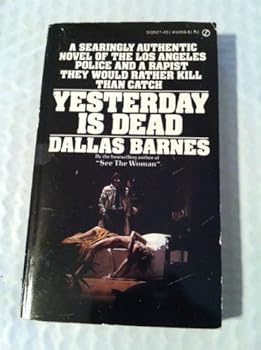 A SEARINGLY AUTHENTIC
NOVEL OF THE LOS ANGELES
POLICE AND A RAPIST
THEY WOULD RATHER KILL
THAN CATCH
YESTERDAY
IS DEAD
DALLAS BARNES
By the bestselling author of
"See The Woman"